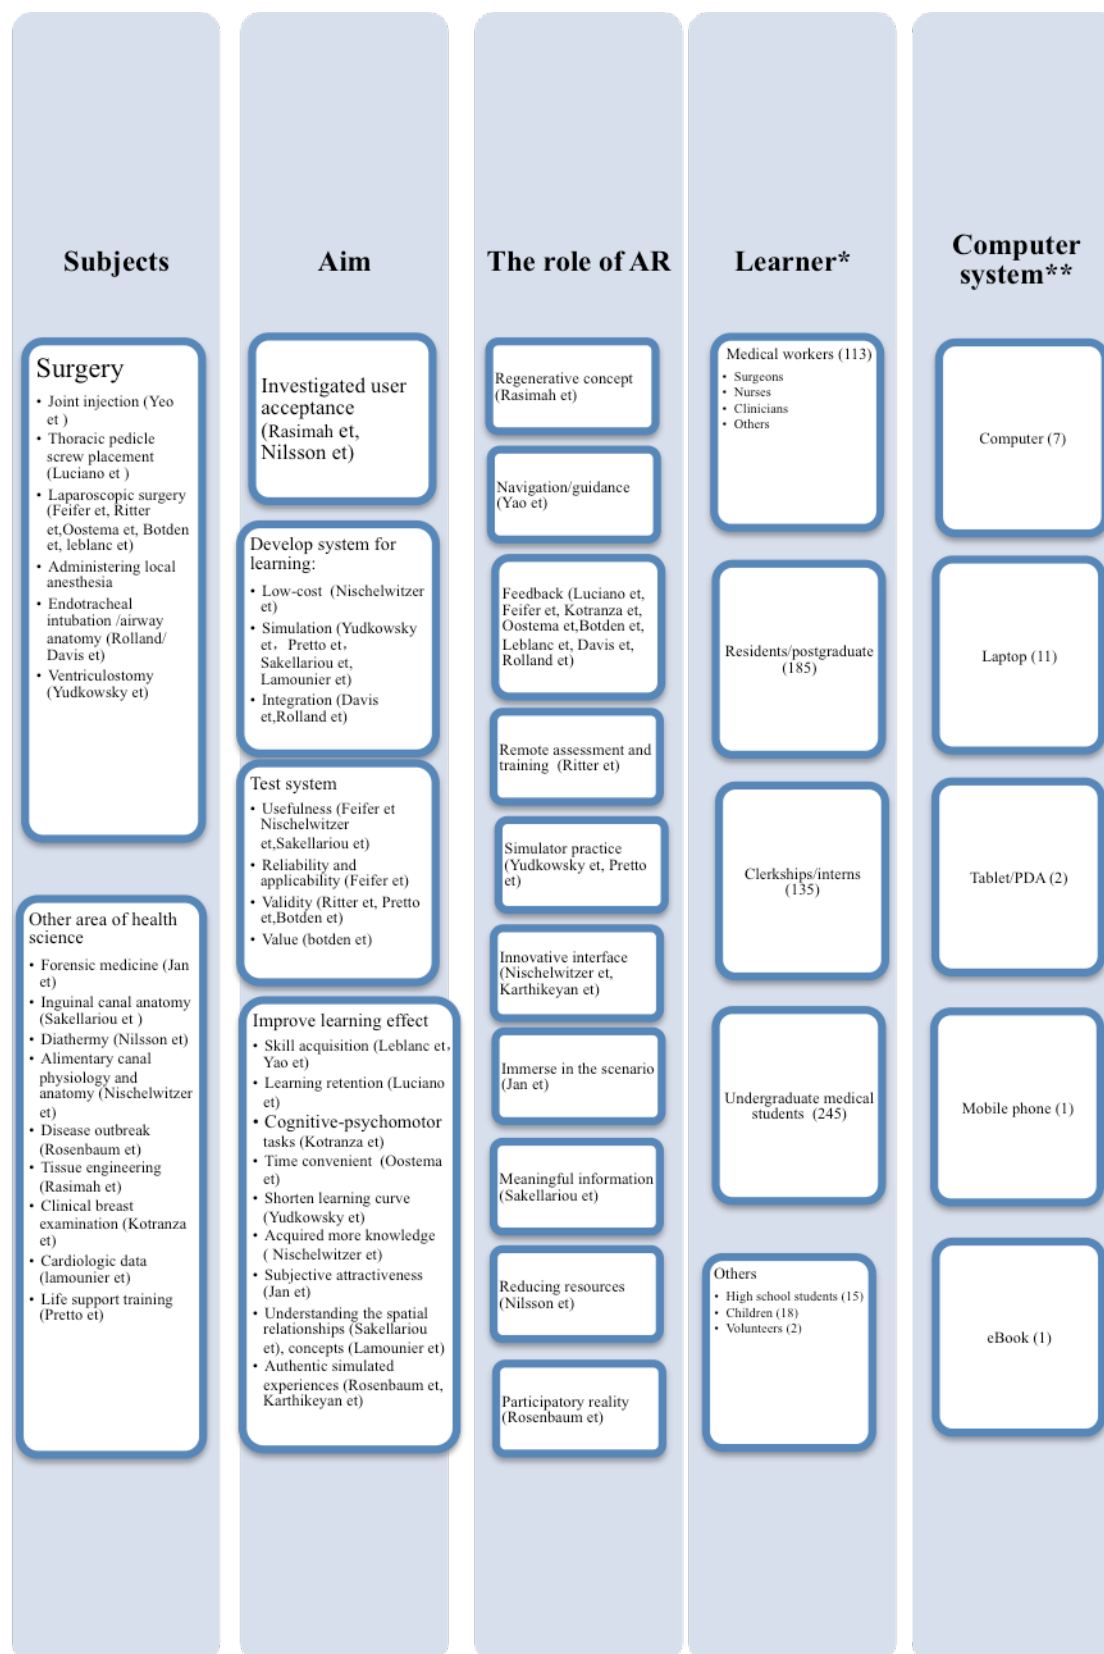 Subjects
Surgery
• Joint injection (Yeo
et )
• Thoracic pedicle
screw placement
(Luciano et )
• Laparoscopic surgery
(Feifer et, Ritter
et,Oostema et, Botden
et, leblanc et)
• Administering local
anesthesia
• Endotracheal
intubation /airway
anatomy (Rolland/
Davis et)
• Ventriculostomy
(Yudkowsky et)
Other area of health
science
• Forensic medicine (Jan
et)
• Inguinal canal anatomy
(Sakellariou et )
• Diathermy (Nilsson et)
• Alimentary canal
physiology and
anatomy (Nischelwitzer
et)
• Disease outbreak
(Rosenbaum et)
• Tissue engineering
(Rasimah et)
• Clinical breast
examination (Kotranza
et)
• Cardiologic data
(lamounier et)
• Life support training
(Pretto et)
Aim
Investigated user
acceptance
(Rasimah et,
Nilsson et)
Develop system for
learning:
• Low-cost (Nischelwitzer
et)
• Simulation (Yudkowsky
et, Pretto et,
Sakellariou et,
Lamounier et)
• Integration (Davis
et,Rolland et)
Test system
• Usefulness (Feifer et
Nischelwitzer
et,Sakellariou et)
• Reliability and
applicability (Feifer et)
• Validity (Ritter et, Pretto
et,Botden et)
• Value (botden et)
Improve learning effect
• Skill acquisition (Leblanc et,
Yao et)
• Learning retention (Luciano
et)
• Cognitive-psychomotor
tasks (Kotranza et)
• Time convenient (Oostema
et)
• Shorten learning curve
(Yudkowsky et)
• Acquired more knowledge
( Nischelwitzer et)
• Subjective attractiveness
(Jan et)
• Understanding the spatial
relationships (Sakellariou
et), concepts (Lamounier et)
• Authentic simulated
experiences (Rosenbaum et,
Karthikeyan et)
The role of AR
Regenerative concept
(Rasimah et)
Navigation/guidance
(Yao et)
Feedback (Luciano et,
Feifer et, Kotranza et,
Oostema et,Botden et,
Leblanc et, Davis et,
Rolland et)
Remote assessment and
training (Ritter et)
Simulator practice
(Yudkowsky et, Pretto
et)
Innovative interface
(Nischelwitzer et,
Karthikeyan et)
Immerse in the scenario
(Jan et)
Meaningful information
(Sakellariou et)
Reducing resources
(Nilsson et)
Participatory reality
(Rosenbaum et)
Learner*
Medical workers (113)
• Surgeons
• Nurses
• Clinicians
• Others
Residents/postgraduate
(185)
Clerkships/interns
(135)
Undergraduate medical
students (245)
Others
• High school students (15)
• Children (18)
• Volunteers (2)
Computer
system**
Computer (7)
Laptop (11)
Tablet/PDA (2)
Mobile phone (1)
eBook (1)